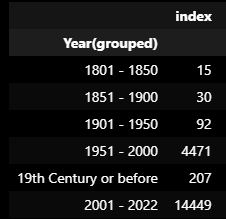 index
Year(grouped)
1801 - 1850 15
1851 - 1900 30
1901 - 1950 92
1951 - 2000 4471
19th Century or before 207
2001 - 2022 14449